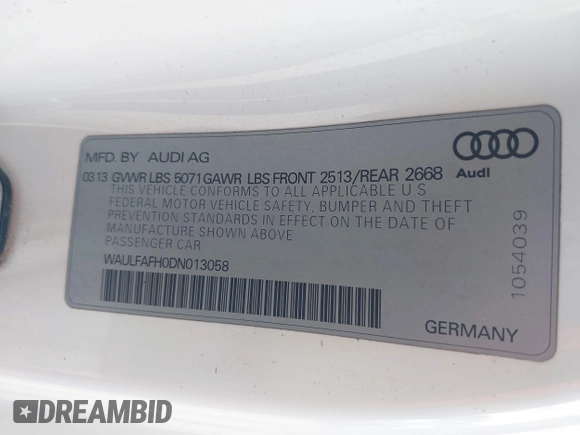 MFD. BY AUDI AG
0313 GVWR LBS 5071 GAWR LBS FRONT 2513/REAR 2668
THIS VEHICLE CONFORMS TO ALL APPLICABLE U S
FEDERAL MOTOR VEHICLE SAFETY, BUMPER AND THEFT
PREVENTION STANDARDS IN EFFECT ON THE DATE OF
MANUFACTURE SHOWN ABOVE
PASSENGER CAR
WAULFAFH0DN013058
Audi
1054039
GERMANY
DREAMBID